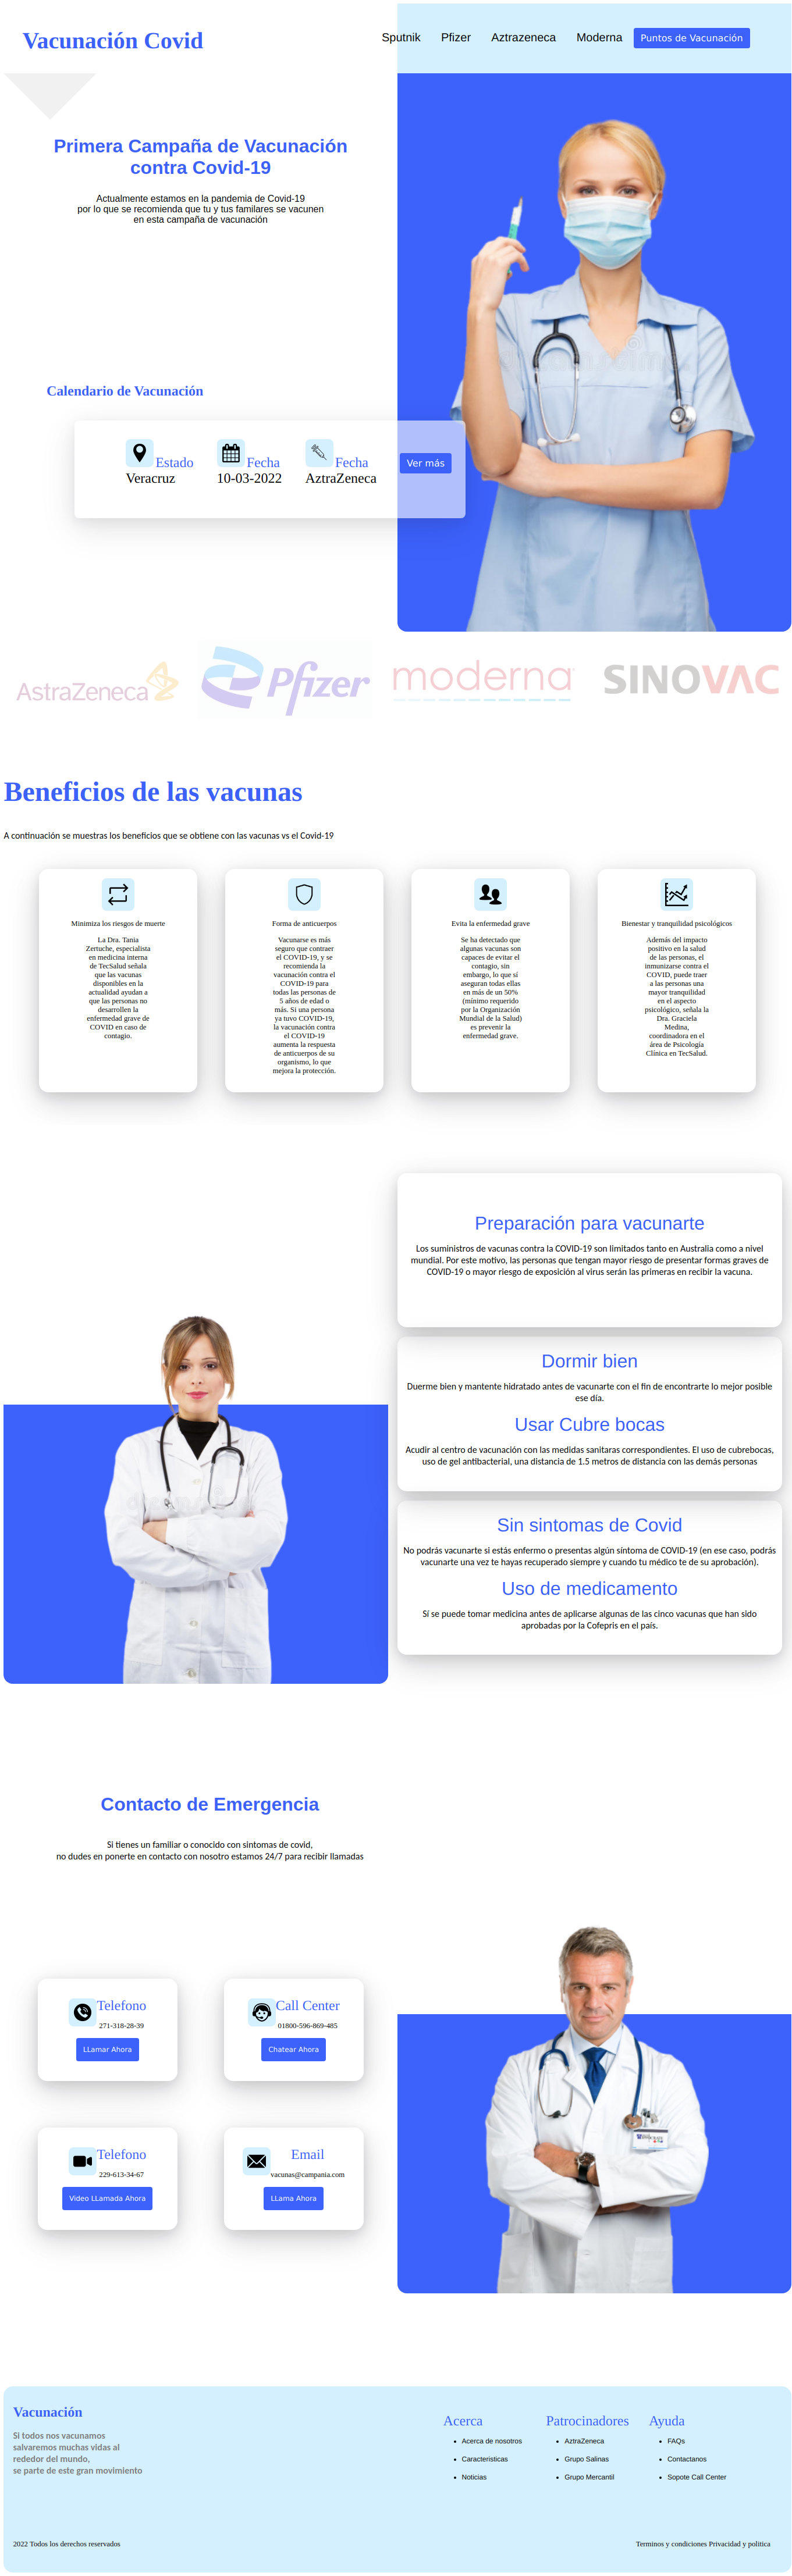 Vacunación Covid
Sputnik Pfizer Aztrazeneca Moderna Puntos de Vacunación
Primera Campaña de Vacunación
contra Covid-19
Actualmente estamos en la pandemia de Covid-19
por lo que se recomienda que tu y tus familares se vacunen
en esta campaña de vacunación
Calendario de Vacunación
Estado
Veracruz
Fecha
10-03-2022
Fecha
AztraZeneca
Ver más
AstraZeneca
Pfizer
moderna
SINOVAC
Beneficios de las vacunas
A continuación se muestras los beneficios que se obtiene con las vacunas vs el Covid-19
Minimiza los riesgos de muerte
La Dra. Tania
Zertuche, especialista
en medicina interna
de TecSalud señala
que las vacunas
disponibles en la
actualidad ayudan a
que las personas no
desarrollen la
enfermedad grave de
COVID en caso de
contagio.
Forma de anticuerpos
Vacunarse es más
seguro que contraer
el COVID-19, y se
recomienda la
vacunación contra el
COVID-19 para
todas las personas de
5 años de edad o
más. Si una persona
ya tuvo COVID-19,
la vacunación contra
el COVID-19
aumenta la respuesta
de anticuerpos de su
organismo, lo que
mejora la protección.
Evita la enfermedad grave
Se ha detectado que
algunas vacunas son
capaces de evitar el
contagio, sin
embargo, lo que sí
aseguran todas ellas
en más de un 50%
(mínimo requerido
por la Organización
Mundial de la Salud)
es prevenir la
enfermedad grave.
Bienestar y tranquilidad psicológicos
Además del impacto
positivo en la salud
de las personas, el
inmunizarse contra el
COVID, puede traer
a las personas una
mayor tranquilidad
en el aspecto
psicológico, señala la
Dra. Graciela
Medina,
coordinadora en el
área de Psicología
Clínica en TecSalud.
Preparación para vacunarte
Los suministros de vacunas contra la COVID-19 son limitados tanto en Australia como a nivel
mundial. Por este motivo, las personas que tengan mayor riesgo de presentar formas graves de
COVID-19 o mayor riesgo de exposición al virus serán las primeras en recibir la vacuna.
Dormir bien
Duerme bien y mantente hidratado antes de vacunarte con el fin de encontrarte lo mejor posible
ese día.
Usar Cubre bocas
Acudir al centro de vacunación con las medidas sanitaras correspondientes. El uso de cubrebocas,
uso de gel antibacterial, una distancia de 1.5 metros de distancia con las demás personas
Sin sintomas de Covid
No podrás vacunarte si estás enfermo o presentas algún síntoma de COVID-19 (en ese caso, podrás
vacunarte una vez te hayas recuperado siempre y cuando tu médico te de su aprobación).
Uso de medicamento
Sí se puede tomar medicina antes de aplicarse algunas de las cinco vacunas que han sido
aprobadas por la Cofepris en el país.
Contacto de Emergencia
Si tienes un familiar o conocido con sintomas de covid,
no dudes en ponerte en contacto con nosotro estamos 24/7 para recibir llamadas
Telefono
271-318-28-39
LLamar Ahora
Call Center
01800-596-869-485
Chatear Ahora
Telefono
229-613-34-67
Video LLamada Ahora
Email
vacunas@campania.com
LLama Ahora
Vacunación
Si todos nos vacunamos
salvaremos muchas vidas al
rededor del mundo,
se parte de este gran movimiento
Acerca
Acerca de nosotros
Caracteristicas
Noticias
Patrocinadores
AztraZeneca
Grupo Salinas
Grupo Mercantil
Ayuda
FAQs
Contactanos
Sopote Call Center
2022 Todos los derechos reservados
Terminos y condiciones Privacidad y politica